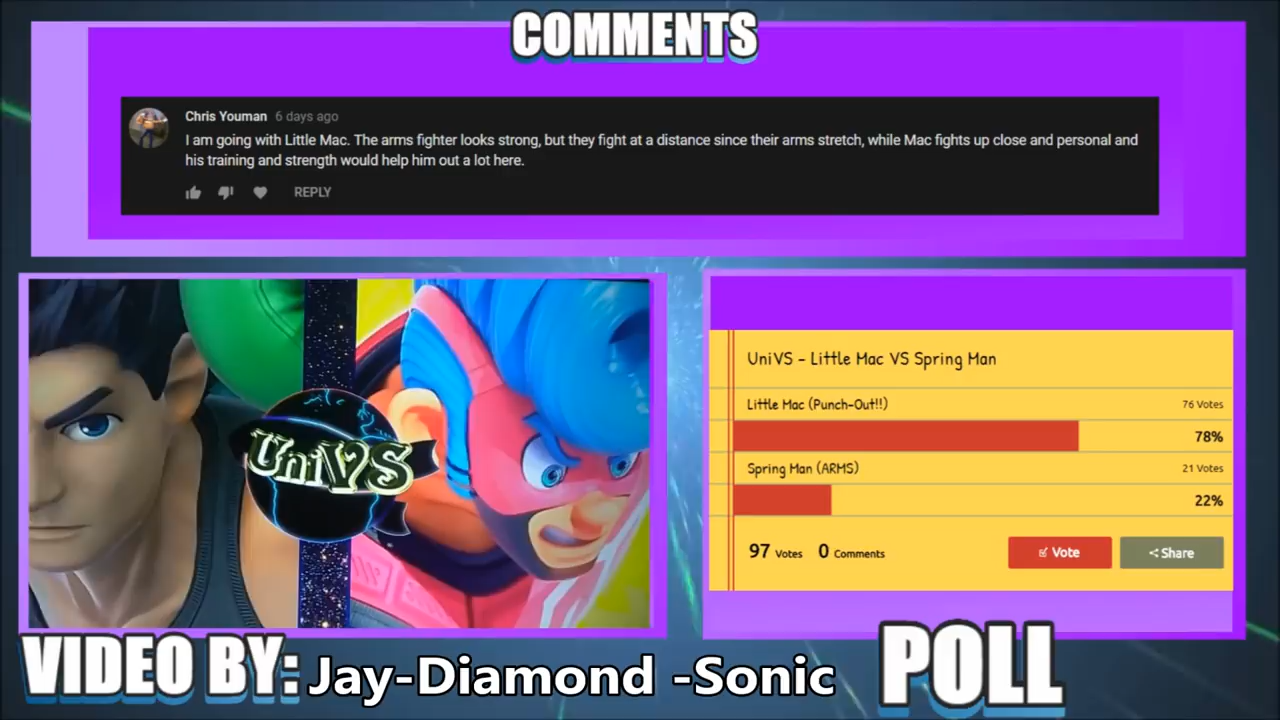 COMMENTS
Chris Youman 6 days ago
I am going with Little Mac. The arms fighter looks strong, but they fight at a distance since their arms stretch, while Mac fights up close and personal and
his training and strength would help him out a lot here.
REPLY
UniVS
UniVS - Little Mac VS Spring Man
Little Mac (Punch-Out!!) 76 Votes
78%
Spring Man (ARMS) 21 Votes
22%
97 Votes 0 Comments Vote Share
VIDEO BY: Jay-Diamond -Sonic
POLL